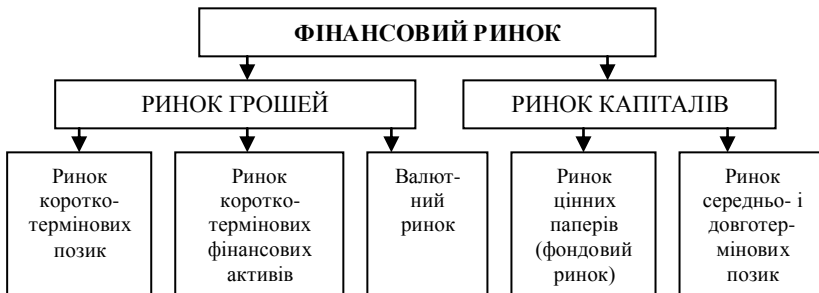 ФІНАНСОВИЙ РИНОК
РИНОК ГРОШЕЙ
РИНОК КАПІТАЛІВ
Ринок
коротко-
термінових
позик
Ринок
коротко-
термінових
фінансових
активів
Валют-
ний
ринок
Ринок
цінних
паперів
(фондовий
ринок)
Ринок
середньо- і
довготер-
мінових
позик